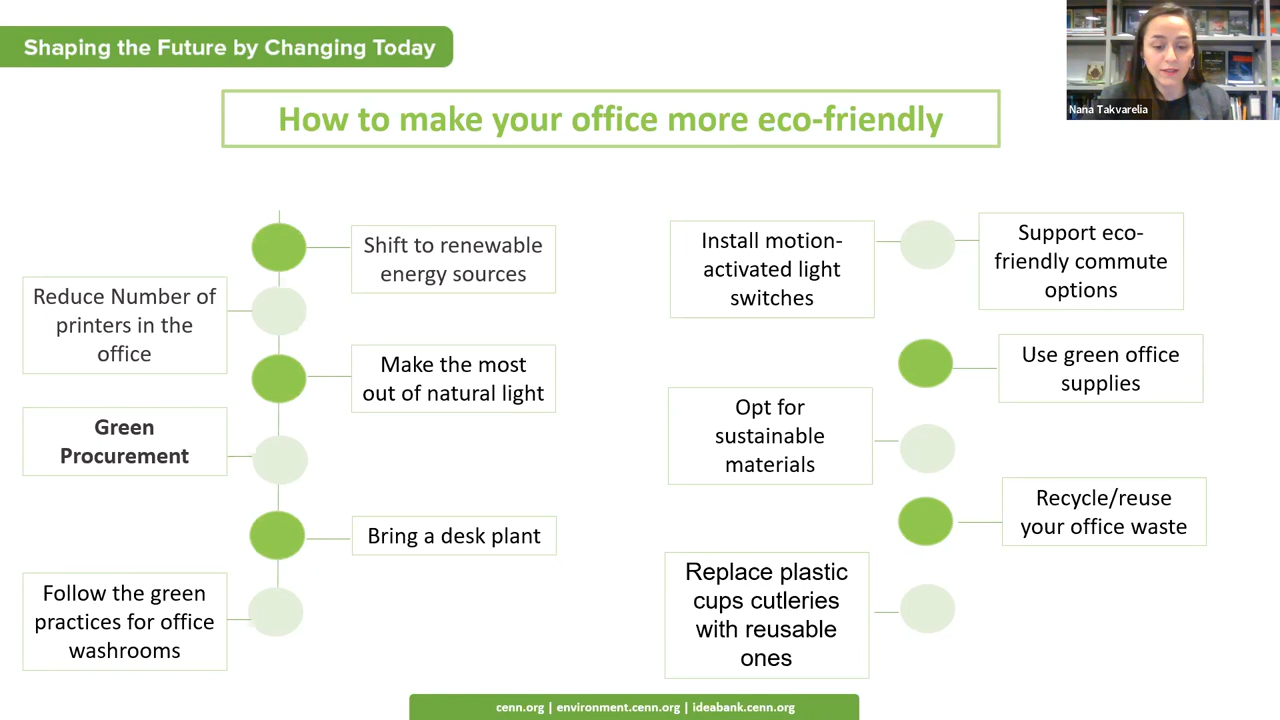 Shaping the Future by Changing Today
Nana Takvarelia
How to make your office more eco-friendly
Shift to renewable
energy sources
Reduce Number of
printers in the
office
Make the most
out of natural light
Green
Procurement
Bring a desk plant
Follow the green
practices for office
washrooms
Install motion-
activated light
switches
Support eco-
friendly commute
options
Use green office
supplies
Opt for
sustainable
materials
Recycle/reuse
your office waste
Replace plastic
cups cutleries
with reusable
ones
cenn.org | environment.cenn.org | ideabank.cenn.org